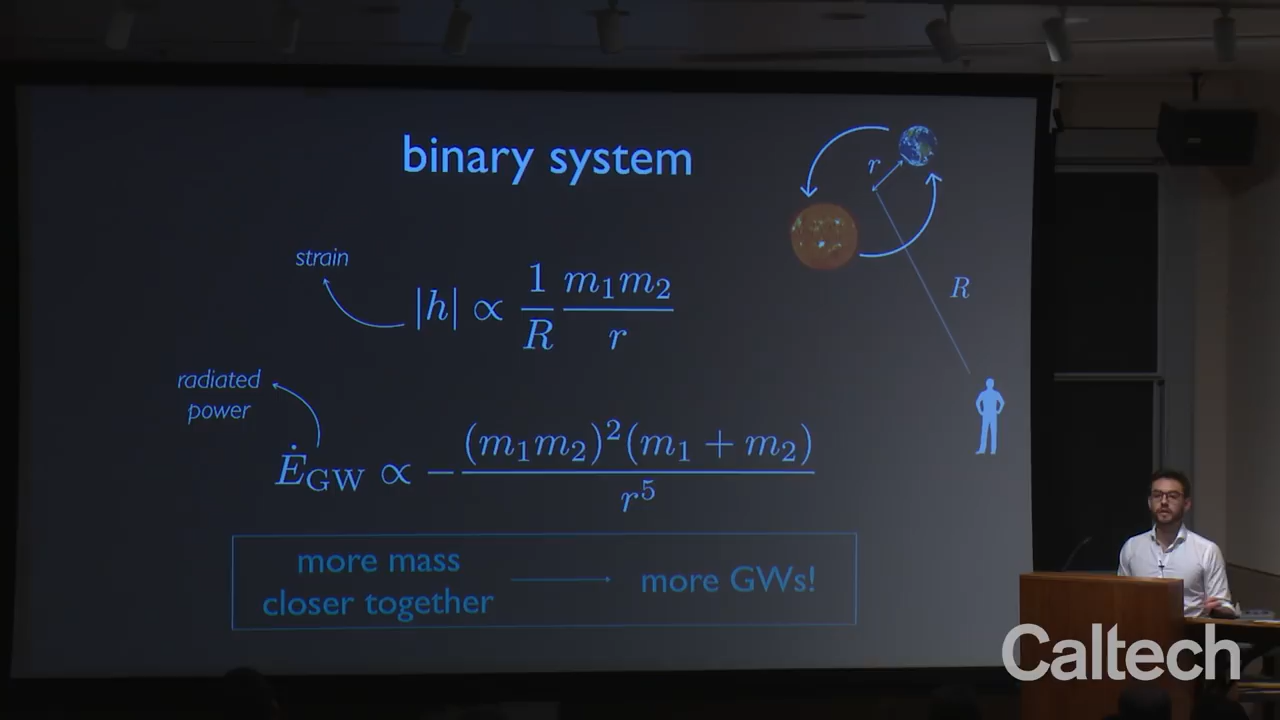 binary system
r
strain
|h| ∝ 1/R m₁m₂/r
R
radiated
power
Ė_GW ∝ − (m₁m₂)²(m₁ + m₂)/r⁵
more mass
closer together
more GWs!
Caltech